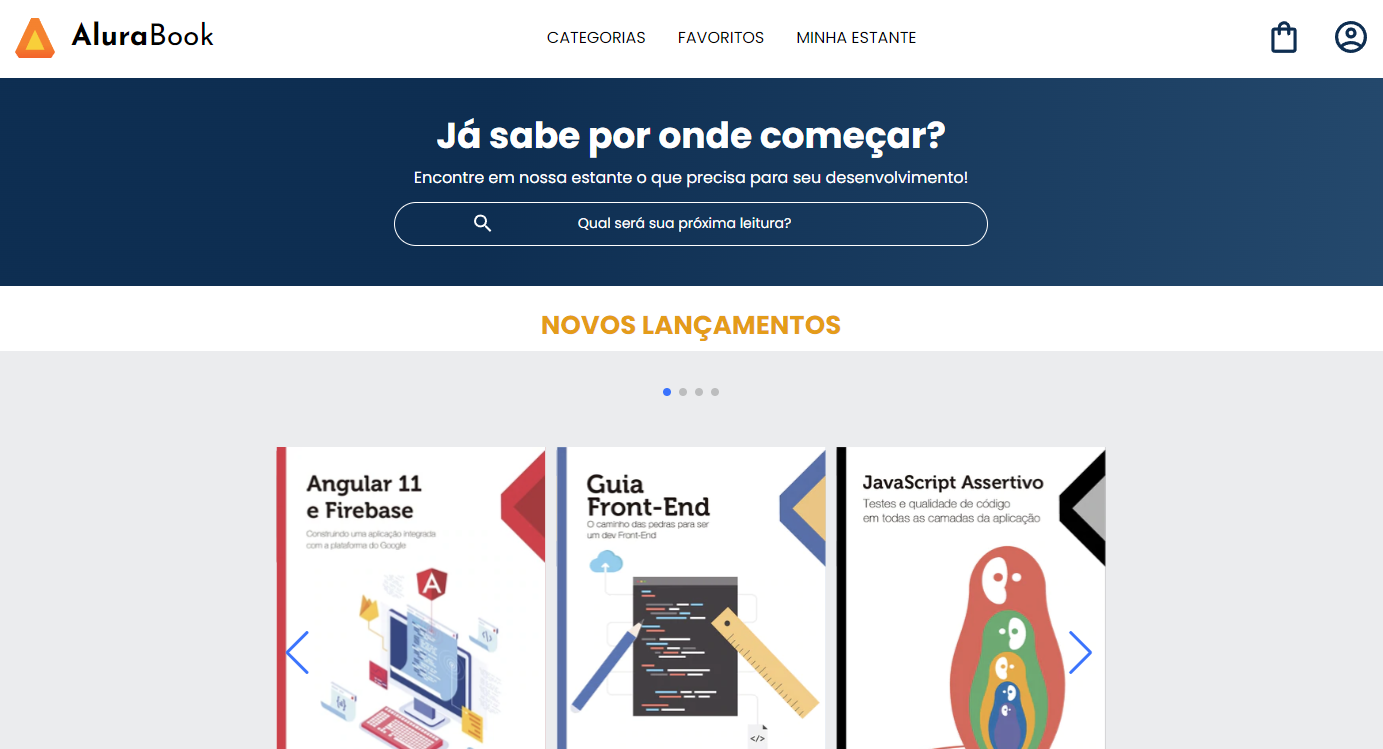 AluraBook
CATEGORIAS FAVORITOS MINHA ESTANTE
Já sabe por onde começar?
Encontre em nossa estante o que precisa para seu desenvolvimento!
Qual será sua próxima leitura?
NOVOS LANÇAMENTOS
Angular 11
e Firebase
Construindo uma aplicação integrada
com a plataforma do Google
A
Guia
Front-End
O caminho das pedras para ser
um dev Front-End
</>
JavaScript Assertivo
Testes e qualidade de código
em todas as camadas da aplicação